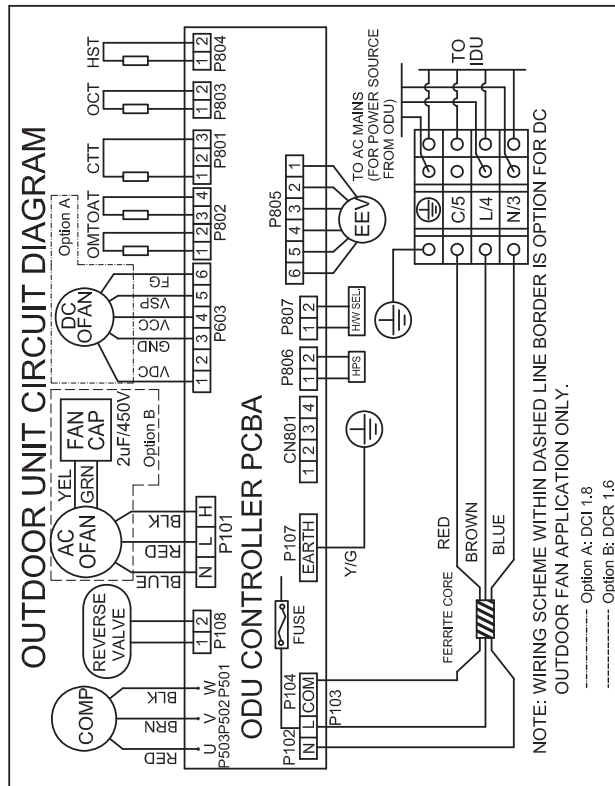 OUTDOOR UNIT CIRCUIT DIAGRAM
COMP
RED
BRN
BLK
U
V
W
P503
P502
P501
REVERSE
VALVE
1 2
P108
AC
OFAN
YEL
GRN
FAN
CAP
2uF/450V
Option B
BLUE
RED
BLK
N L H
P101
DC
OFAN
Option A
VDC
GND
VCC
VSP
FG
1 2 3 4 5 6
P603
OMT
OAT
1 2 3 4
P802
CTT
1 2 3
P801
OCT
1 2
P803
HST
1 2
P804
ODU CONTROLLER PCBA
P102
P104
N L COM
P103
FUSE
P107
EARTH
Y/G
CN801
1 2 3 4
P806
1 2
HPS
P807
1 2
H/W SEL.
P805
6 5 4 3 2 1
EEV
FERRITE CORE
RED
BROWN
BLUE
TO AC MAINS
(FOR POWER SOURCE
FROM ODU)
TO
IDU
C/5
L/4
N/3
NOTE: WIRING SCHEME WITHIN DASHED LINE BORDER IS OPTION FOR DC
OUTDOOR FAN APPLICATION ONLY.
Option A: DCI 1.8
Option B: DCR 1.6